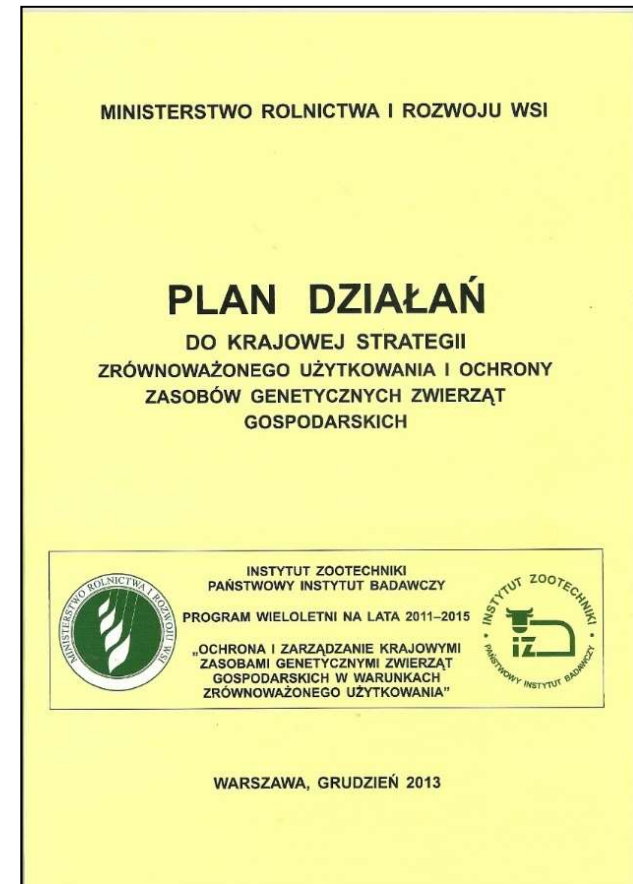 MINISTERSTWO ROLNICTWA I ROZWOJU WSI
PLAN DZIAŁAŃ
DO KRAJOWEJ STRATEGII
ZRÓWNOWAŻONEGO UŻYTKOWANIA I OCHRONY
ZASOBÓW GENETYCZNYCH ZWIERZĄT
GOSPODARSKICH
MINISTERSTWO ROLNICTWA I ROZWOJU WSI
INSTYTUT ZOOTECHNIKI
PAŃSTWOWY INSTYTUT BADAWCZY
PROGRAM WIELOLETNI NA LATA 2011–2015
„OCHRONA I ZARZĄDZANIE KRAJOWYMI
ZASOBAMI GENETYCZNYMI ZWIERZĄT
GOSPODARSKICH W WARUNKACH
ZRÓWNOWAŻONEGO UŻYTKOWANIA”
INSTYTUT ZOOTECHNIKI
IZ
PAŃSTWOWY INSTYTUT BADAWCZY
WARSZAWA, GRUDZIEŃ 2013